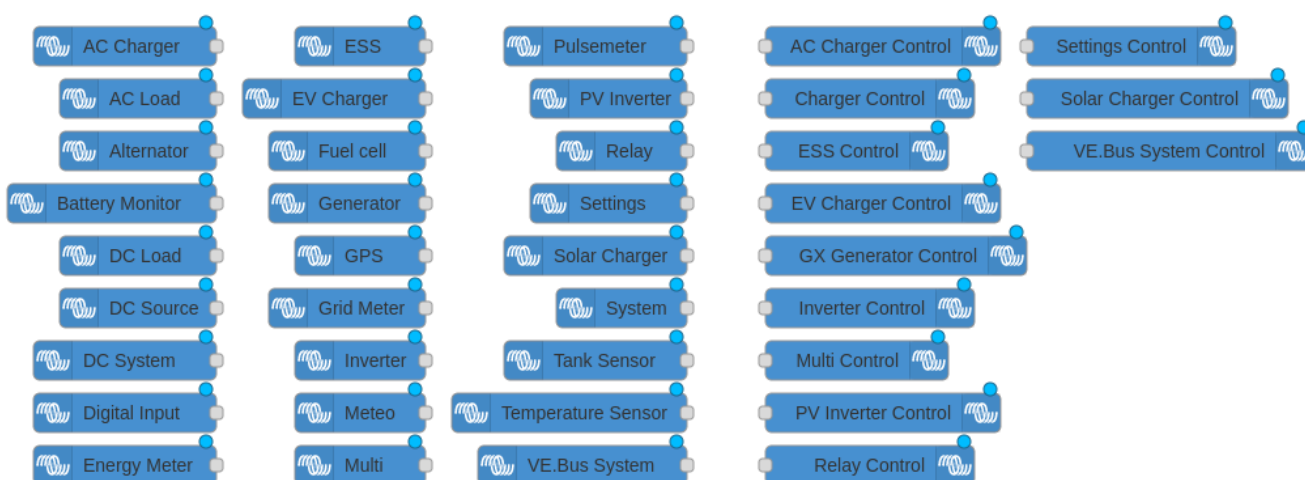 AC Charger
AC Load
Alternator
Battery Monitor
DC Load
DC Source
DC System
Digital Input
Energy Meter
ESS
EV Charger
Fuel cell
Generator
GPS
Grid Meter
Inverter
Meteo
Multi
Pulsemeter
PV Inverter
Relay
Settings
Solar Charger
System
Tank Sensor
Temperature Sensor
VE.Bus System
AC Charger Control
Charger Control
ESS Control
EV Charger Control
GX Generator Control
Inverter Control
Multi Control
PV Inverter Control
Relay Control
Settings Control
Solar Charger Control
VE.Bus System Control